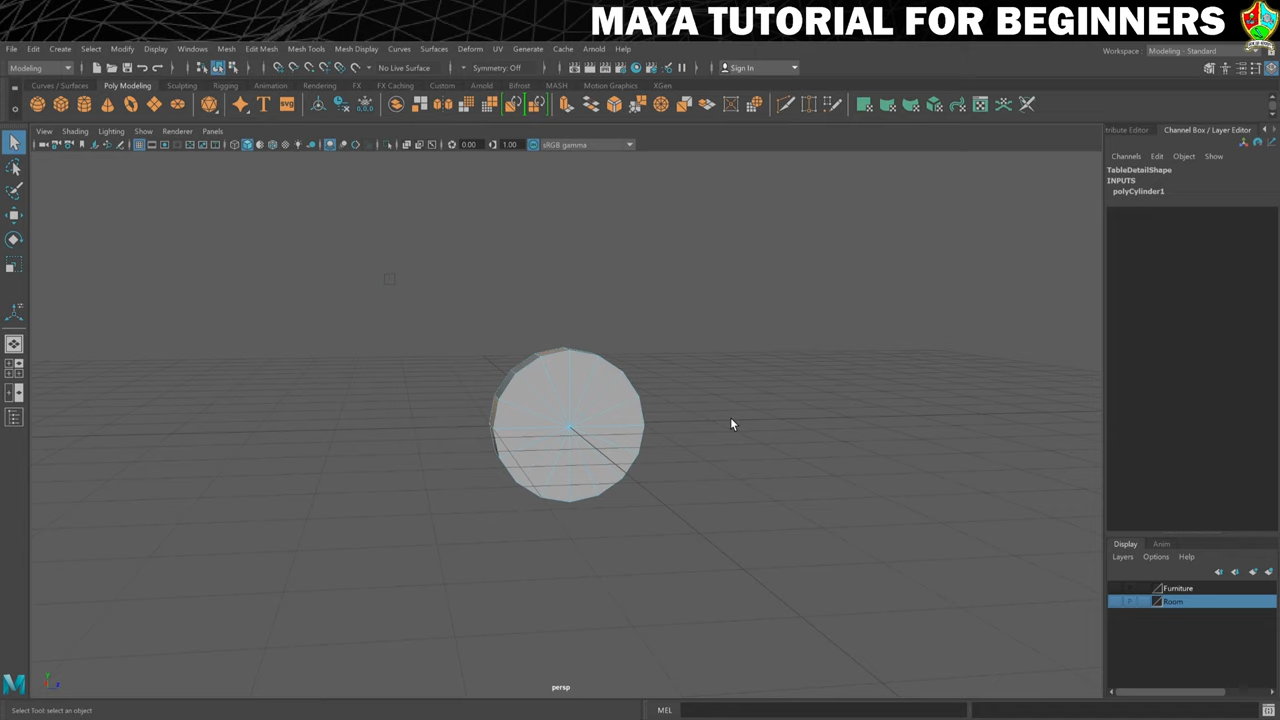 MAYA TUTORIAL FOR BEGINNERS
File Edit Create Select Modify Display Windows Mesh Edit Mesh Mesh Tools Mesh Display Curves Surfaces Deform UV Generate Cache Arnold Help
Workspace : Modeling - Standard
Modeling No Live Surface Symmetry: Off Sign In
Curves / Surfaces Poly Modeling Sculpting Rigging Animation Rendering FX FX Caching Custom Arnold Bifrost MASH Motion Graphics XGen
SVG
View Shading Lighting Show Renderer Panels
tribute Editor Channel Box / Layer Editor
0.00 1.00 sRGB gamma
Channels Edit Object Show
TableDetailShape
INPUTS
polyCylinder1
Display Anim
Layers Options Help
Furniture
P Room
persp
Select Tool: select an object
MEL